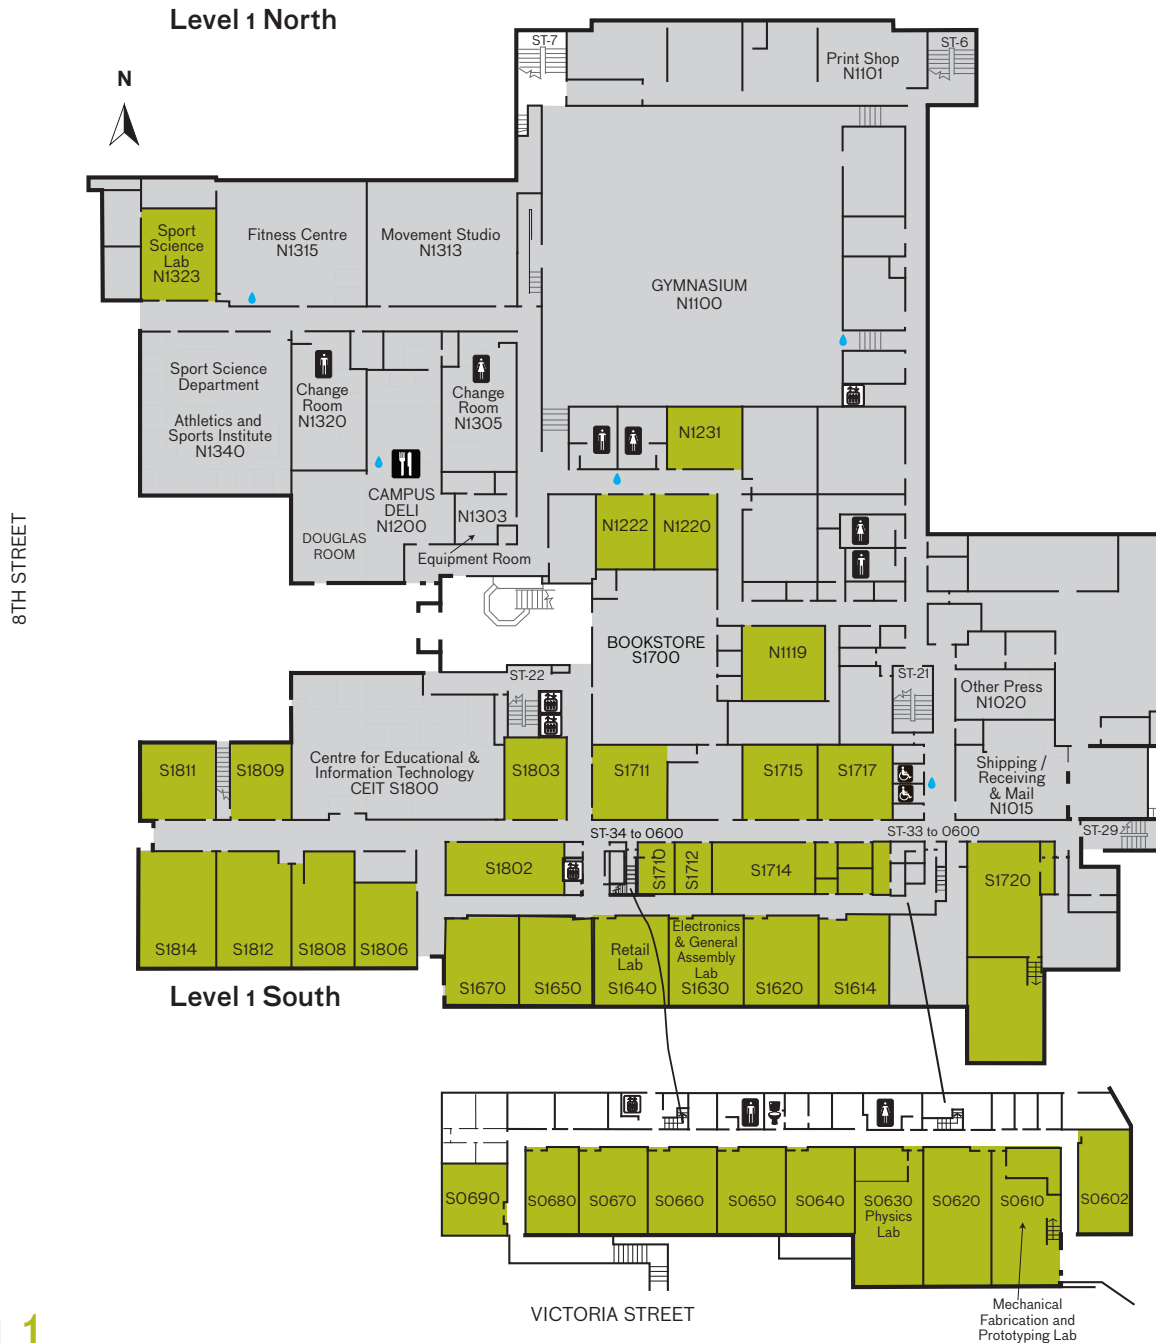 Level 1 North
N
ST-7
ST-6
Print Shop
N1101
Sport
Science
Lab
N1323
Fitness Centre
N1315
Movement Studio
N1313
GYMNASIUM
N1100
Sport Science
Department
Athletics and
Sports Institute
N1340
Change
Room
N1320
Change
Room
N1305
N1231
CAMPUS
DELI
N1200
N1303
DOUGLAS
ROOM
Equipment Room
N1222
N1220
8TH STREET
BOOKSTORE
S1700
N1119
ST-22
ST-21
Other Press
N1020
S1811
S1809
Centre for Educational &
Information Technology
CEIT S1800
S1803
S1711
S1715
S1717
Shipping /
Receiving
& Mail
N1015
ST-34 to 0600
ST-33 to 0600
ST-29
S1802
S1710
S1712
S1714
S1720
S1814
S1812
S1808
S1806
S1670
S1650
Retail
Lab
S1640
Electronics
& General
Assembly
Lab
S1630
S1620
S1614
Level 1 South
S0690
S0680
S0670
S0660
S0650
S0640
S0630
Physics
Lab
S0620
S0610
S0602
VICTORIA STREET
Mechanical
Fabrication and
Prototyping Lab
1